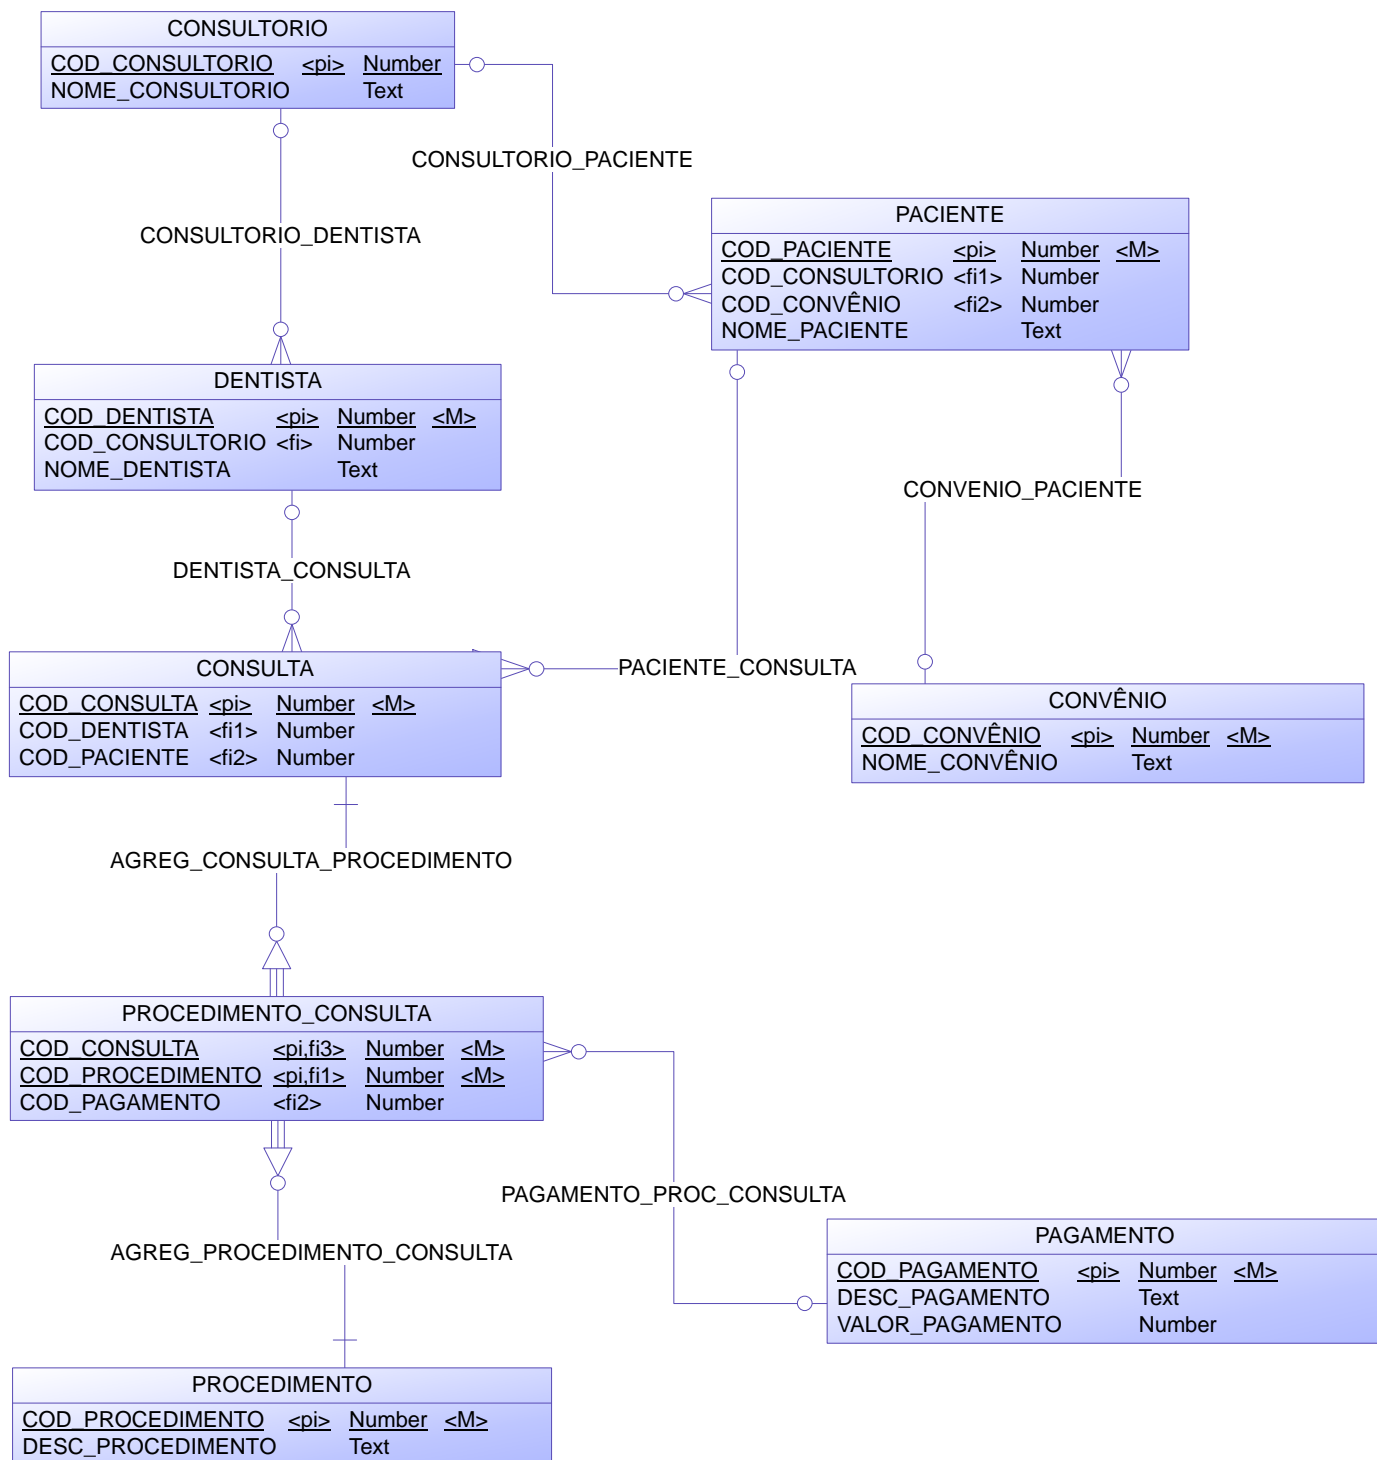 CONSULTORIO
COD_CONSULTORIO <pi> Number
NOME_CONSULTORIO Text
CONSULTORIO_PACIENTE
PACIENTE
COD_PACIENTE <pi> Number <M>
COD_CONSULTORIO <fi1> Number
COD_CONVÊNIO <fi2> Number
NOME_PACIENTE Text
CONSULTORIO_DENTISTA
DENTISTA
COD_DENTISTA <pi> Number <M>
COD_CONSULTORIO <fi> Number
NOME_DENTISTA Text
CONVENIO_PACIENTE
DENTISTA_CONSULTA
PACIENTE_CONSULTA
CONSULTA
COD_CONSULTA <pi> Number <M>
COD_DENTISTA <fi1> Number
COD_PACIENTE <fi2> Number
CONVÊNIO
COD_CONVÊNIO <pi> Number <M>
NOME_CONVÊNIO Text
AGREG_CONSULTA_PROCEDIMENTO
PROCEDIMENTO_CONSULTA
COD_CONSULTA <pi,fi3> Number <M>
COD_PROCEDIMENTO <pi,fi1> Number <M>
COD_PAGAMENTO <fi2> Number
PAGAMENTO_PROC_CONSULTA
AGREG_PROCEDIMENTO_CONSULTA
PAGAMENTO
COD_PAGAMENTO <pi> Number <M>
DESC_PAGAMENTO Text
VALOR_PAGAMENTO Number
PROCEDIMENTO
COD_PROCEDIMENTO <pi> Number <M>
DESC_PROCEDIMENTO Text